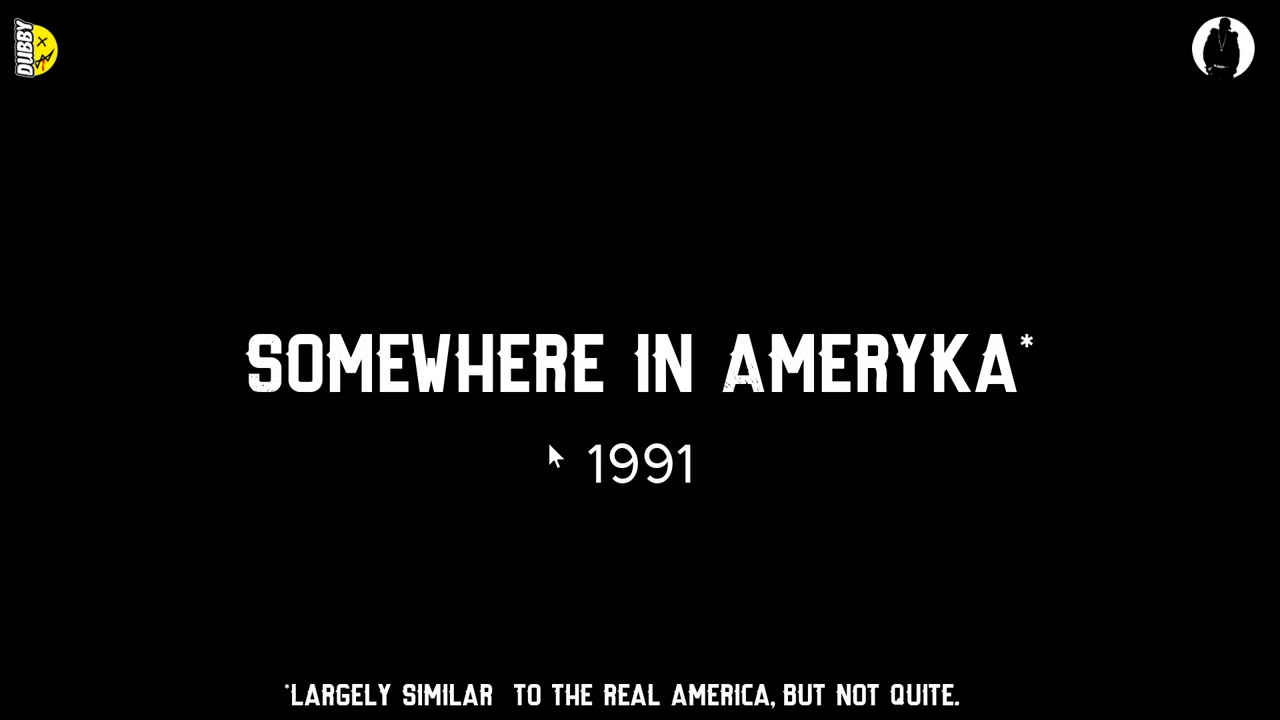 DUBBY
SOMEWHERE IN AMERYKA*
1991
*LARGELY SIMILAR TO THE REAL AMERICA, BUT NOT QUITE.